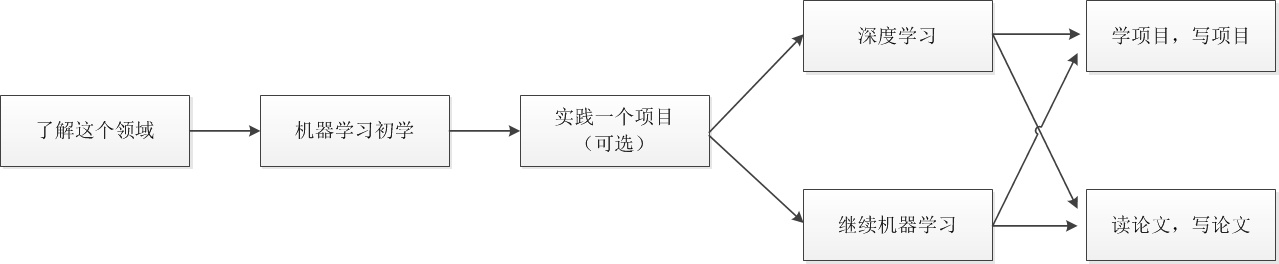 了解这个领域
机器学习初学
实践一个项目
（可选）
深度学习
继续机器学习
学项目，写项目
读论文，写论文